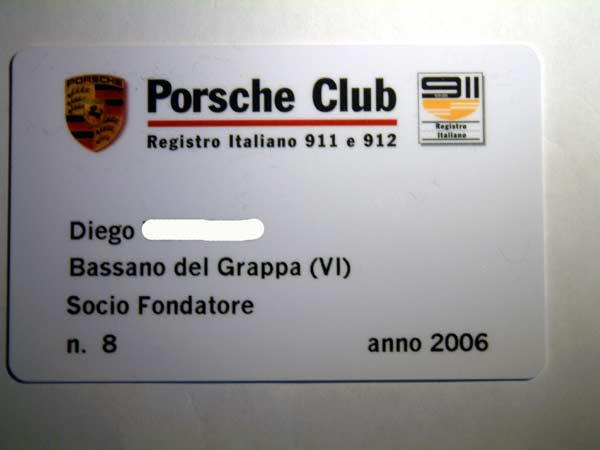 PORSCHE
Porsche Club
Registro Italiano 911 e 912
911
Registro
Italiano
Diego
Bassano del Grappa (VI)
Socio Fondatore
n. 8 anno 2006